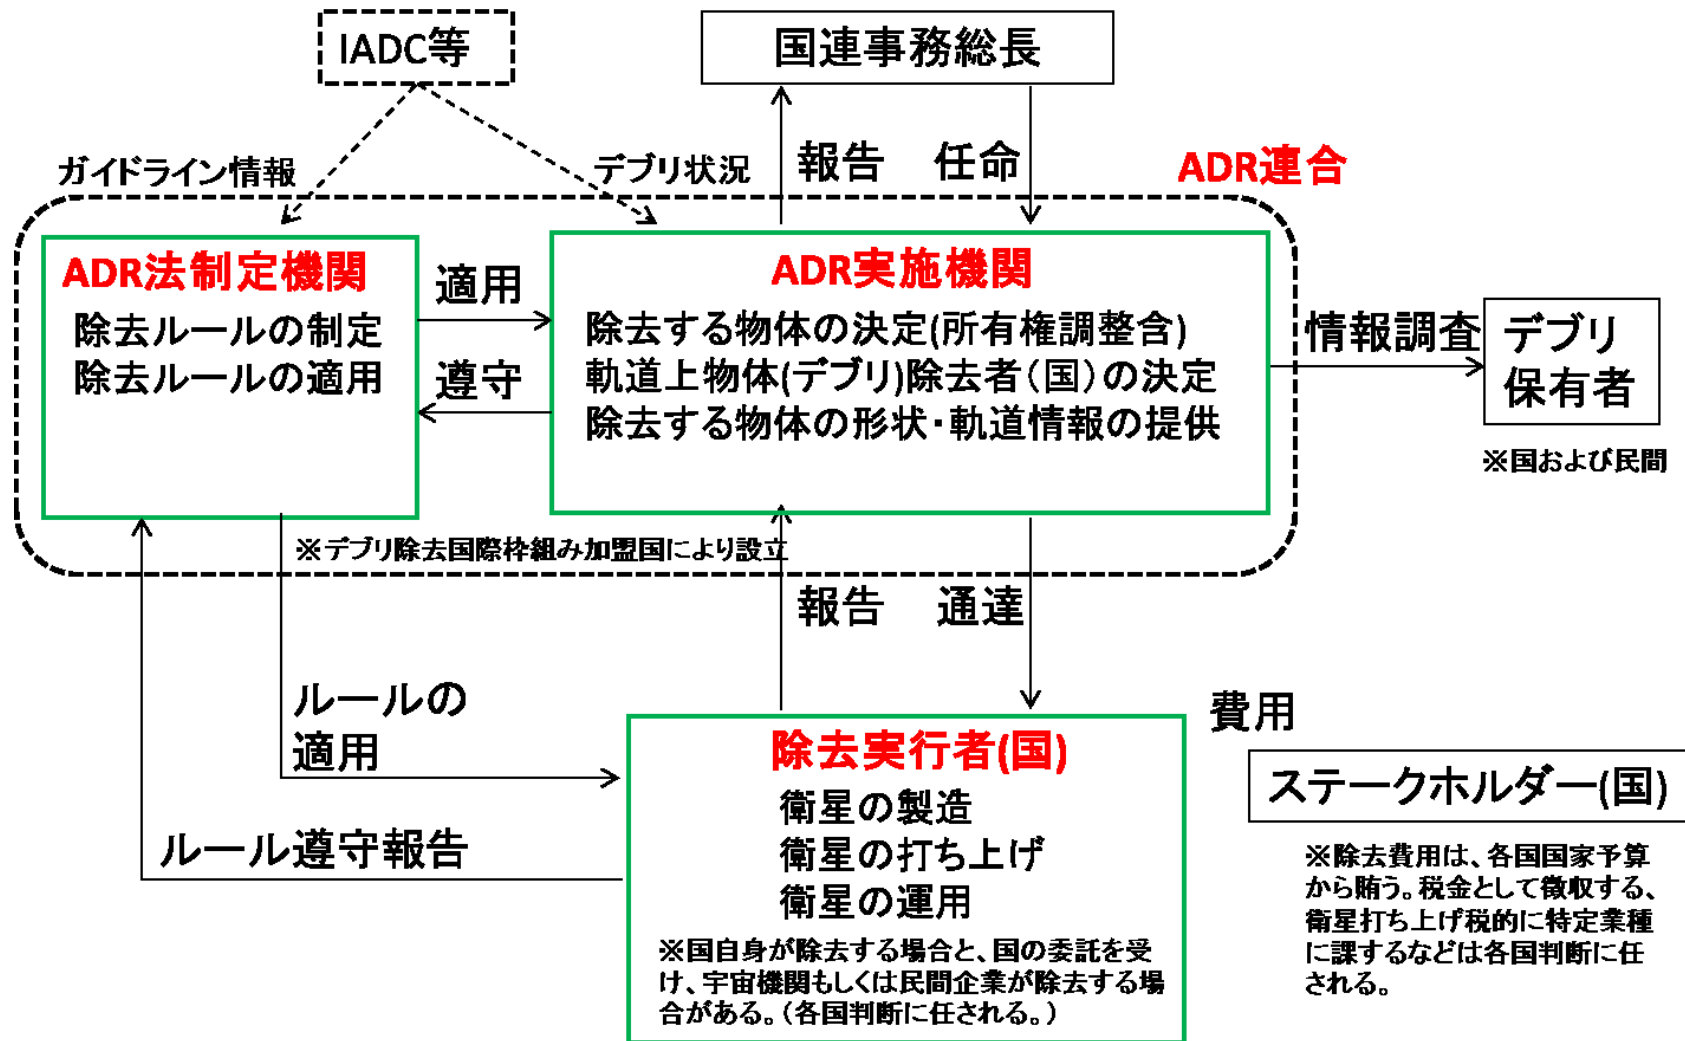 IADC等
国連事務総長
ガイドライン情報
デブリ状況
報告
任命
ADR連合
ADR法制定機関
除去ルールの制定
除去ルールの適用
適用
遵守
ADR実施機関
除去する物体の決定(所有権調整含)
軌道上物体(デブリ)除去者（国）の決定
除去する物体の形状・軌道情報の提供
情報調査
デブリ
保有者
※国および民間
※デブリ除去国際枠組み加盟国により設立
報告
通達
ルールの
適用
ルール遵守報告
除去実行者(国)
衛星の製造
衛星の打ち上げ
衛星の運用
※国自身が除去する場合と、国の委託を受
け、宇宙機関もしくは民間企業が除去する場
合がある。（各国判断に任される。）
費用
ステークホルダー(国)
※除去費用は、各国国家予算
から賄う。税金として徴収する、
衛星打ち上げ税的に特定業種
に課するなどは各国判断に任
される。